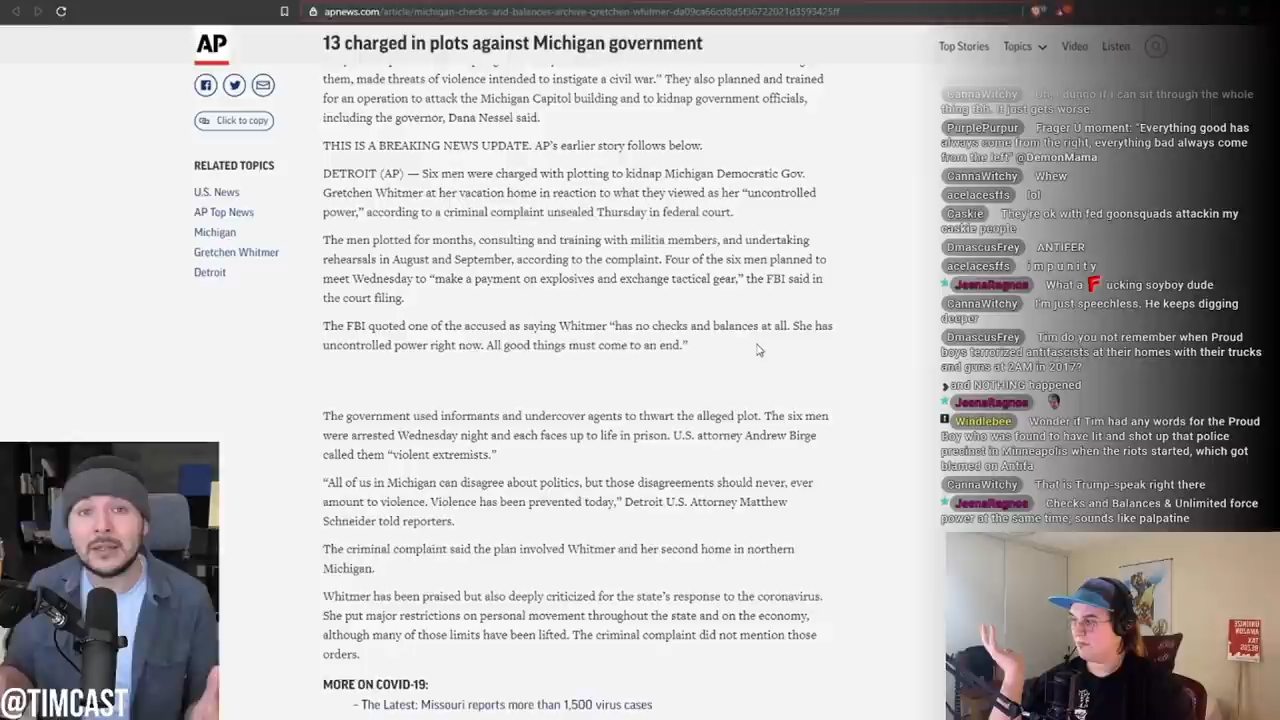 apnews.com/article/michigan-checks-and-balances-archive-gretchen-whitmer-da09ca66cd8d5f36722021d3593425ff
AP
13 charged in plots against Michigan government
Top Stories Topics Video Listen
Click to copy
RELATED TOPICS
U.S. News
AP Top News
Michigan
Gretchen Whitmer
Detroit
them, made threats of violence intended to instigate a civil war.” They also planned and trained
for an operation to attack the Michigan Capitol building and to kidnap government officials,
including the governor, Dana Nessel said.
THIS IS A BREAKING NEWS UPDATE. AP’s earlier story follows below.
DETROIT (AP) — Six men were charged with plotting to kidnap Michigan Democratic Gov.
Gretchen Whitmer at her vacation home in reaction to what they viewed as her “uncontrolled
power,” according to a criminal complaint unsealed Thursday in federal court.
The men plotted for months, consulting and training with militia members, and undertaking
rehearsals in August and September, according to the complaint. Four of the six men planned to
meet Wednesday to “make a payment on explosives and exchange tactical gear,” the FBI said in
the court filing.
The FBI quoted one of the accused as saying Whitmer “has no checks and balances at all. She has
uncontrolled power right now. All good things must come to an end.”
The government used informants and undercover agents to thwart the alleged plot. The six men
were arrested Wednesday night and each faces up to life in prison. U.S. attorney Andrew Birge
called them “violent extremists.”
“All of us in Michigan can disagree about politics, but those disagreements should never, ever
amount to violence. Violence has been prevented today,” Detroit U.S. Attorney Matthew
Schneider told reporters.
The criminal complaint said the plan involved Whitmer and her second home in northern
Michigan.
Whitmer has been praised but also deeply criticized for the state’s response to the coronavirus.
She put major restrictions on personal movement throughout the state and on the economy,
although many of those limits have been lifted. The criminal complaint did not mention those
orders.
MORE ON COVID-19:
– The Latest: Missouri reports more than 1,500 virus cases
CannaWitchy Oh, I dunno if i can sit through the whole
thing tbh. It just gets worse.
PurplePurpur Frager U moment: "Everything good has
always come from the right, everything bad always come
from the left" @DemonMama
CannaWitchy Whew
acelacesffs lol
Caskie They're ok with fed goonsquads attackin my
caskie people
DmascusFrey ANTIFER
acelacesffs i m p u n i t y
JeenaRagnos What a F ucking soyboy dude
CannaWitchy I'm just speechless. He keeps digging
deeper
DmascusFrey Tim do you not remember when Proud
boys terrorized antifascists at their homes with their trucks
and guns at 2AM in 2017?
and NOTHING happened
JeenaRagnos
Windlebee Wonder if Tim had any words for the Proud
Boy who was found to have lit and shot up that police
precinct in Minneapolis when the riots started, which got
blamed on Antifa
CannaWitchy That is Trump-speak right there
JeenaRagnos Checks and Balances & Unlimited force
power at the same time; sounds like palpatine
@TIMCAST
UNIONIZE
AMAZON
TAX
BEZOS